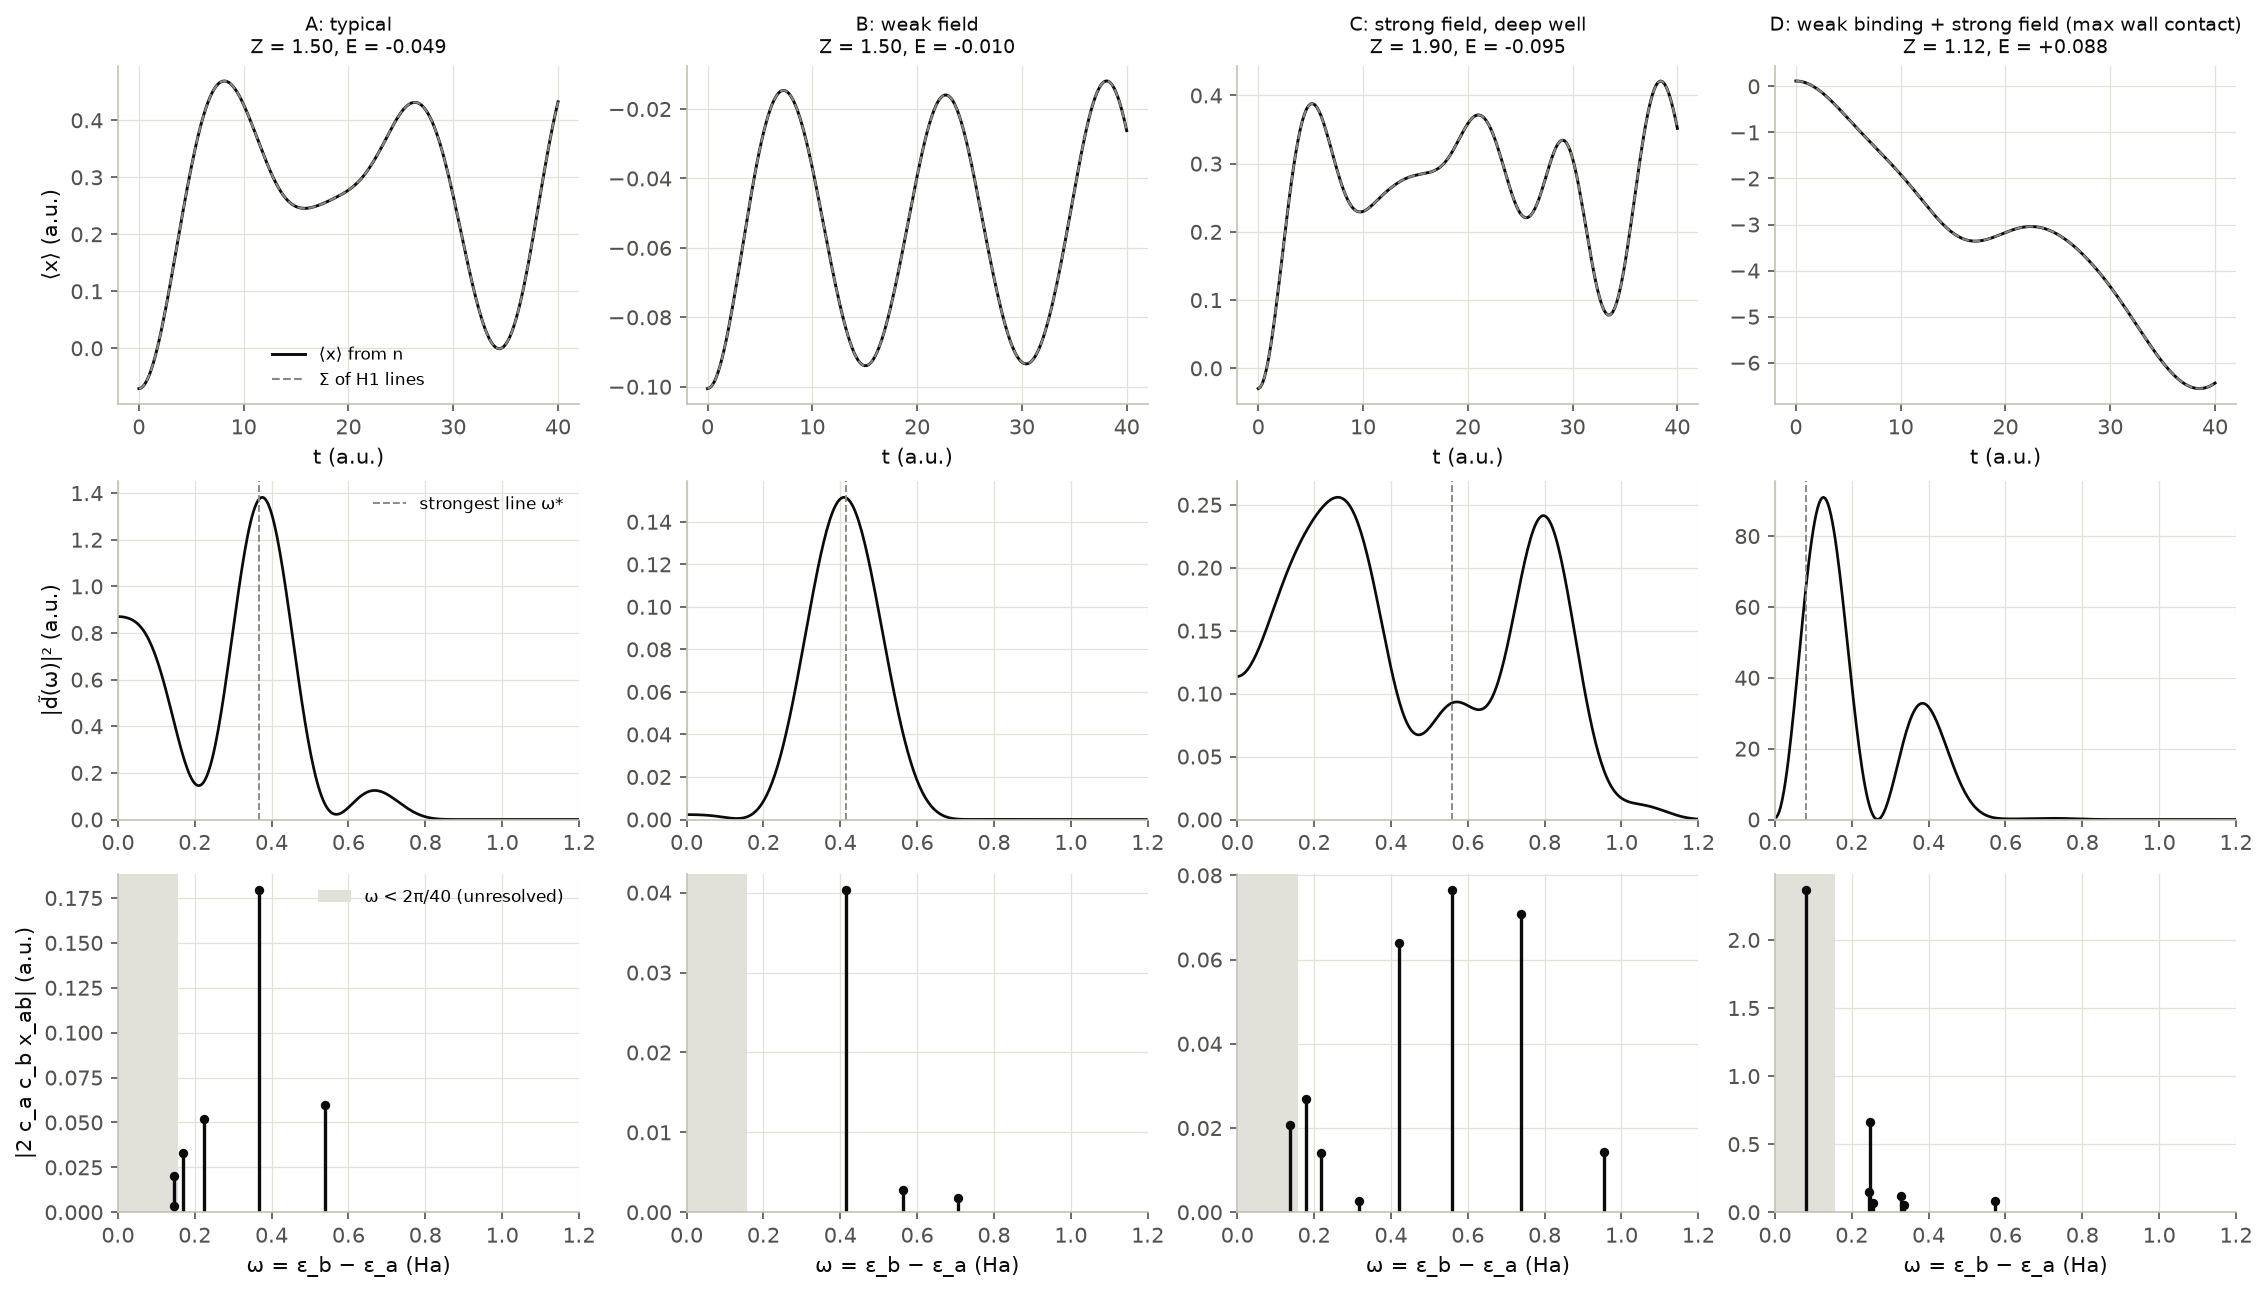 A: typical
Z = 1.50, E = -0.049
B: weak field
Z = 1.50, E = -0.010
C: strong field, deep well
Z = 1.90, E = -0.095
D: weak binding + strong field (max wall contact)
Z = 1.12, E = +0.088
⟨x⟩ (a.u.)
0.4
0.3
0.2
0.1
0.0
⟨x⟩ from n
Σ of H1 lines
0 10 20 30 40
t (a.u.)
−0.02
−0.04
−0.06
−0.08
−0.10
0 10 20 30 40
t (a.u.)
0.4
0.3
0.2
0.1
0.0
0 10 20 30 40
t (a.u.)
0
−1
−2
−3
−4
−5
−6
0 10 20 30 40
t (a.u.)
|d̃(ω)|² (a.u.)
1.4
1.2
1.0
0.8
0.6
0.4
0.2
0.0
strongest line ω*
0.0 0.2 0.4 0.6 0.8 1.0 1.2
0.14
0.12
0.10
0.08
0.06
0.04
0.02
0.00
0.0 0.2 0.4 0.6 0.8 1.0 1.2
0.25
0.20
0.15
0.10
0.05
0.00
0.0 0.2 0.4 0.6 0.8 1.0 1.2
80
60
40
20
0
0.0 0.2 0.4 0.6 0.8 1.0 1.2
|2 c_a c_b x_ab| (a.u.)
0.175
0.150
0.125
0.100
0.075
0.050
0.025
0.000
ω < 2π/40 (unresolved)
0.0 0.2 0.4 0.6 0.8 1.0 1.2
ω = ε_b − ε_a (Ha)
0.04
0.03
0.02
0.01
0.00
0.0 0.2 0.4 0.6 0.8 1.0 1.2
ω = ε_b − ε_a (Ha)
0.08
0.06
0.04
0.02
0.00
0.0 0.2 0.4 0.6 0.8 1.0 1.2
ω = ε_b − ε_a (Ha)
2.0
1.5
1.0
0.5
0.0
0.0 0.2 0.4 0.6 0.8 1.0 1.2
ω = ε_b − ε_a (Ha)